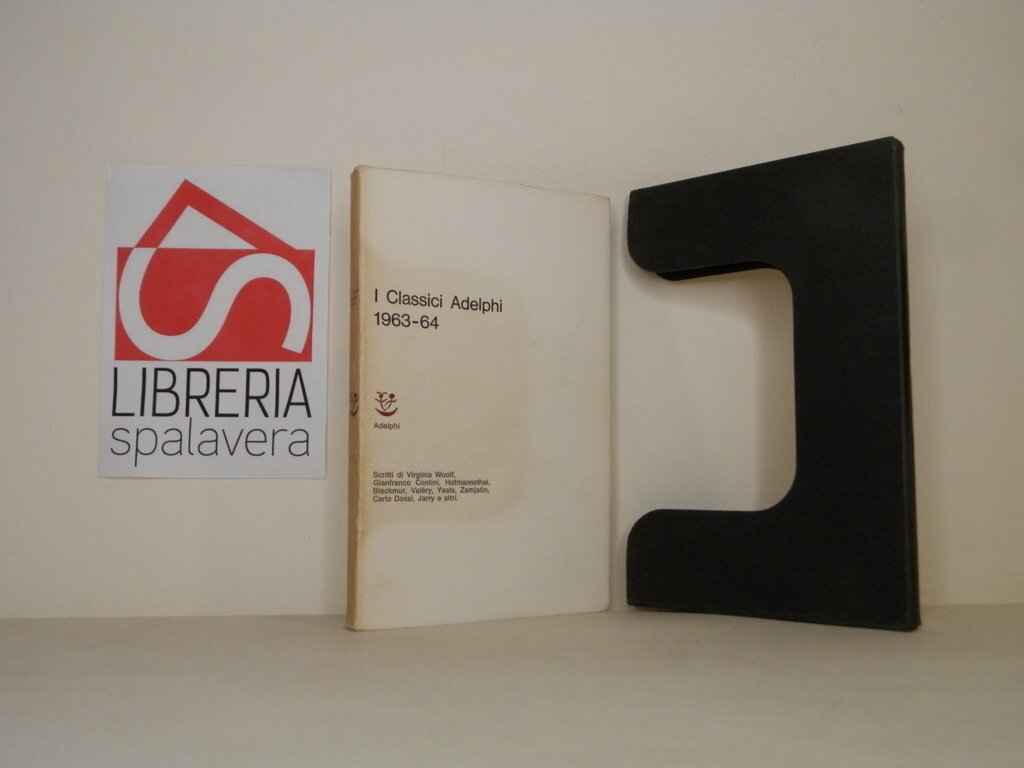 LIBRERIA
spalavera
I Classici Adelphi
1963-64
Adelphi
Scritti di Virginia Woolf,
Gianfranco Contini, Hofmannsthal,
Blackmur, Valéry, Yeats, Zamjatin,
Carlo Dossi, Jarry e altri.